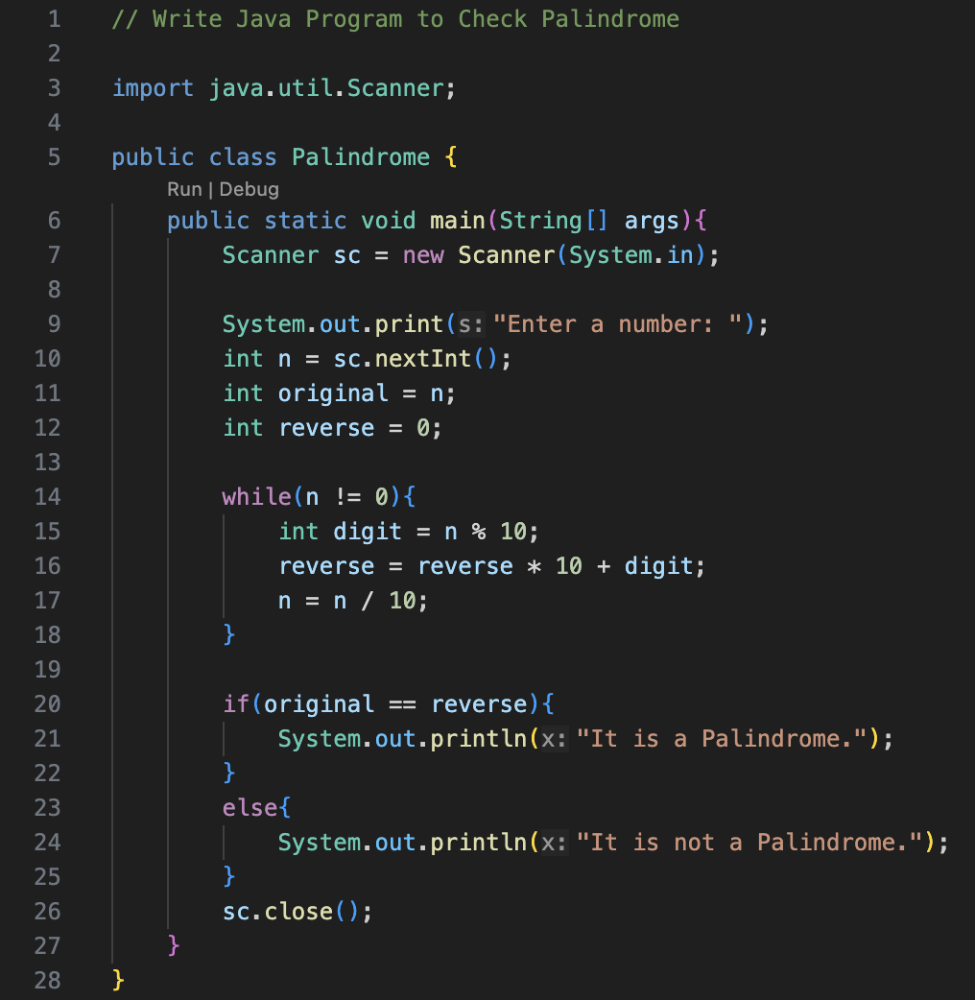 1 // Write Java Program to Check Palindrome
2
3 import java.util.Scanner;
4
5 public class Palindrome {
Run | Debug
6 public static void main(String[] args){
7 Scanner sc = new Scanner(System.in);
8
9 System.out.print(s: "Enter a number: ");
10 int n = sc.nextInt();
11 int original = n;
12 int reverse = 0;
13
14 while(n != 0){
15 int digit = n % 10;
16 reverse = reverse * 10 + digit;
17 n = n / 10;
18 }
19
20 if(original == reverse){
21 System.out.println(x: "It is a Palindrome.");
22 }
23 else{
24 System.out.println(x: "It is not a Palindrome.");
25 }
26 sc.close();
27 }
28 }